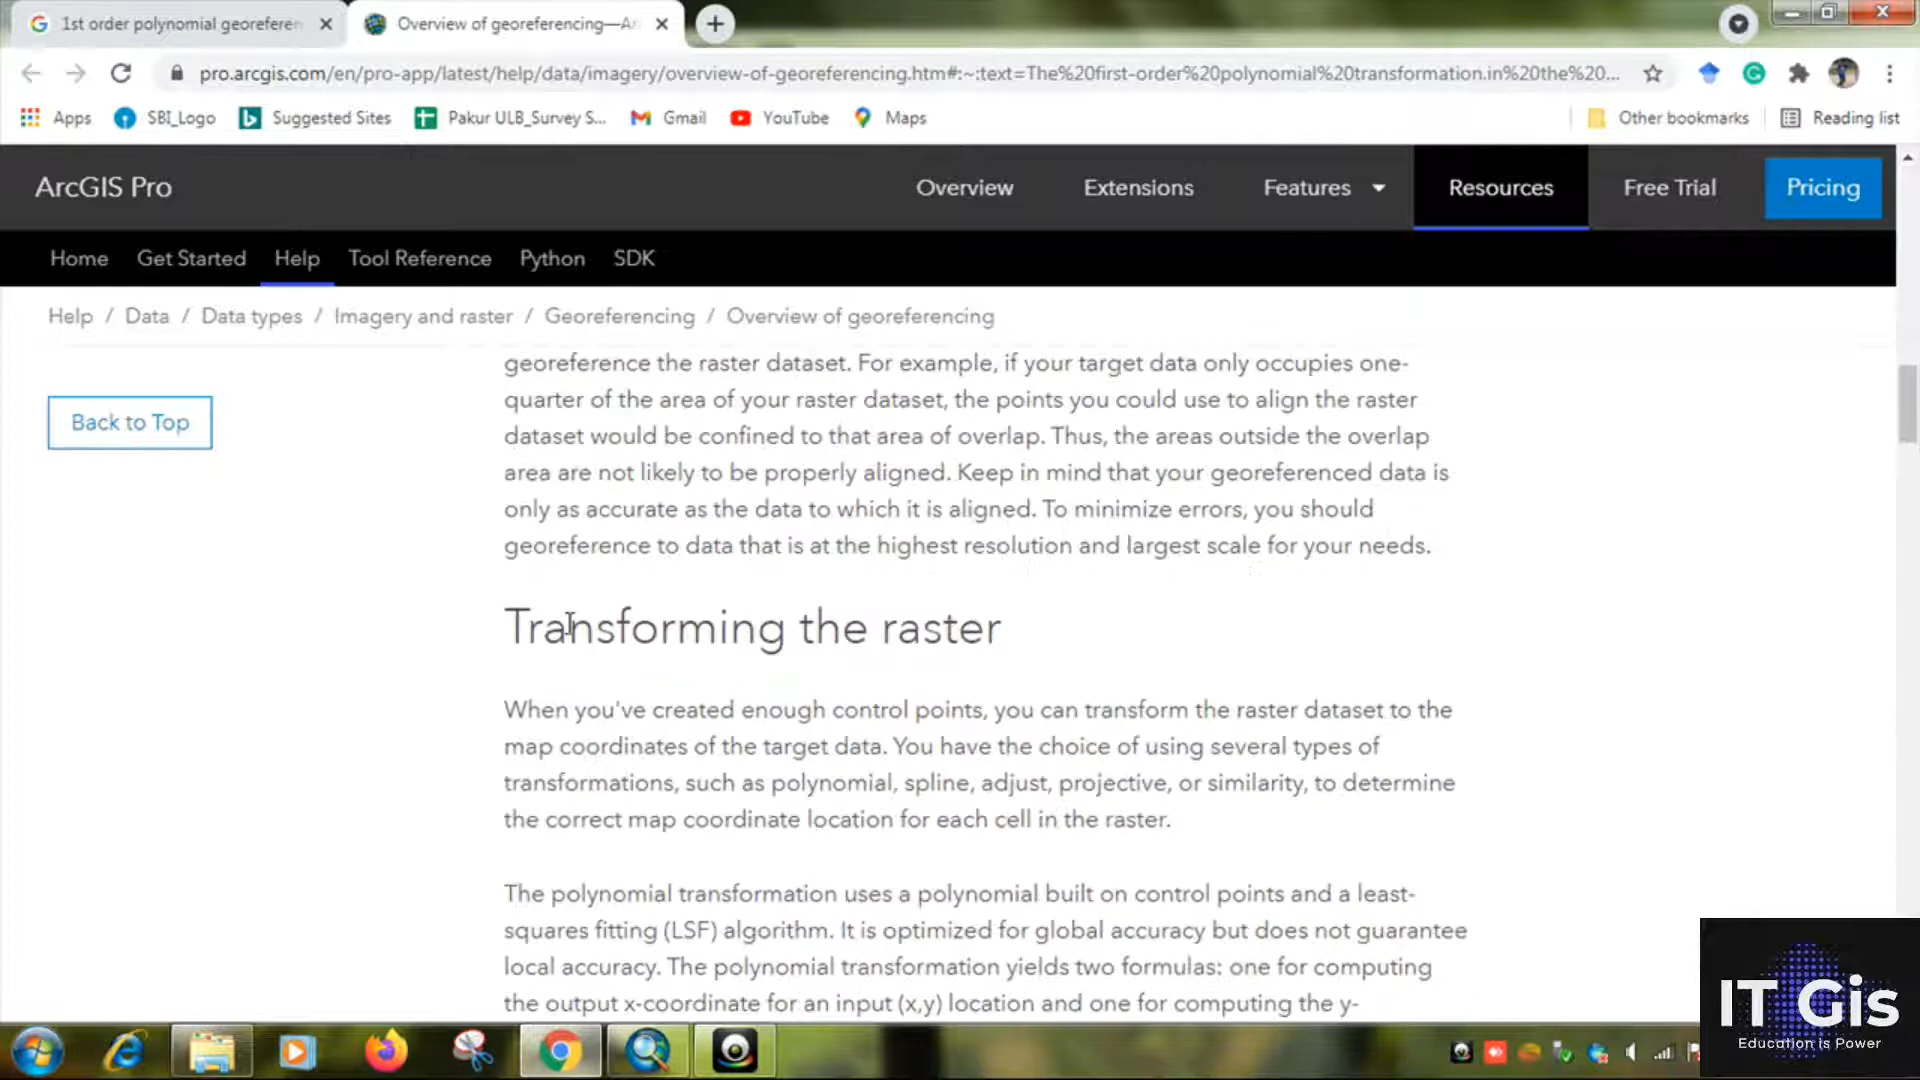 1st order polynomial georeferen
Overview of georeferencing—Ar
pro.arcgis.com/en/pro-app/latest/help/data/imagery/overview-of-georeferencing.htm#:~:text=The%20first-order%20polynomial%20transformation.in%20the%20...
Apps SBI_Logo Suggested Sites Pakur ULB_Survey S... Gmail YouTube Maps Other bookmarks Reading list
ArcGIS Pro Overview Extensions Features Resources Free Trial Pricing
Home Get Started Help Tool Reference Python SDK
Help / Data / Data types / Imagery and raster / Georeferencing / Overview of georeferencing
Back to Top
georeference the raster dataset. For example, if your target data only occupies one-
quarter of the area of your raster dataset, the points you could use to align the raster
dataset would be confined to that area of overlap. Thus, the areas outside the overlap
area are not likely to be properly aligned. Keep in mind that your georeferenced data is
only as accurate as the data to which it is aligned. To minimize errors, you should
georeference to data that is at the highest resolution and largest scale for your needs.
Transforming the raster
When you've created enough control points, you can transform the raster dataset to the
map coordinates of the target data. You have the choice of using several types of
transformations, such as polynomial, spline, adjust, projective, or similarity, to determine
the correct map coordinate location for each cell in the raster.
The polynomial transformation uses a polynomial built on control points and a least-
squares fitting (LSF) algorithm. It is optimized for global accuracy but does not guarantee
local accuracy. The polynomial transformation yields two formulas: one for computing
the output x-coordinate for an input (x,y) location and one for computing the y-
IT Gis
Education is Power